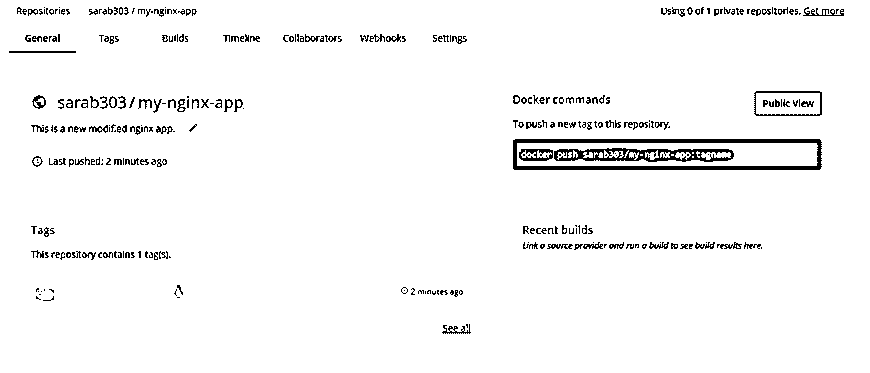 Repositories sarab303 / my-nginx-app Using 0 of 1 private repositories. Get more
General Tags Builds Timeline Collaborators Webhooks Settings
sarab303 / my-nginx-app
This is a new modified nginx app.
Last pushed: 2 minutes ago
Docker commands
Public View
To push a new tag to this repository,
docker push sarab303/my-nginx-app:tagname
Tags
This repository contains 1 tag(s).
2 minutes ago
See all
Recent builds
Link a source provider and run a build to see build results here.